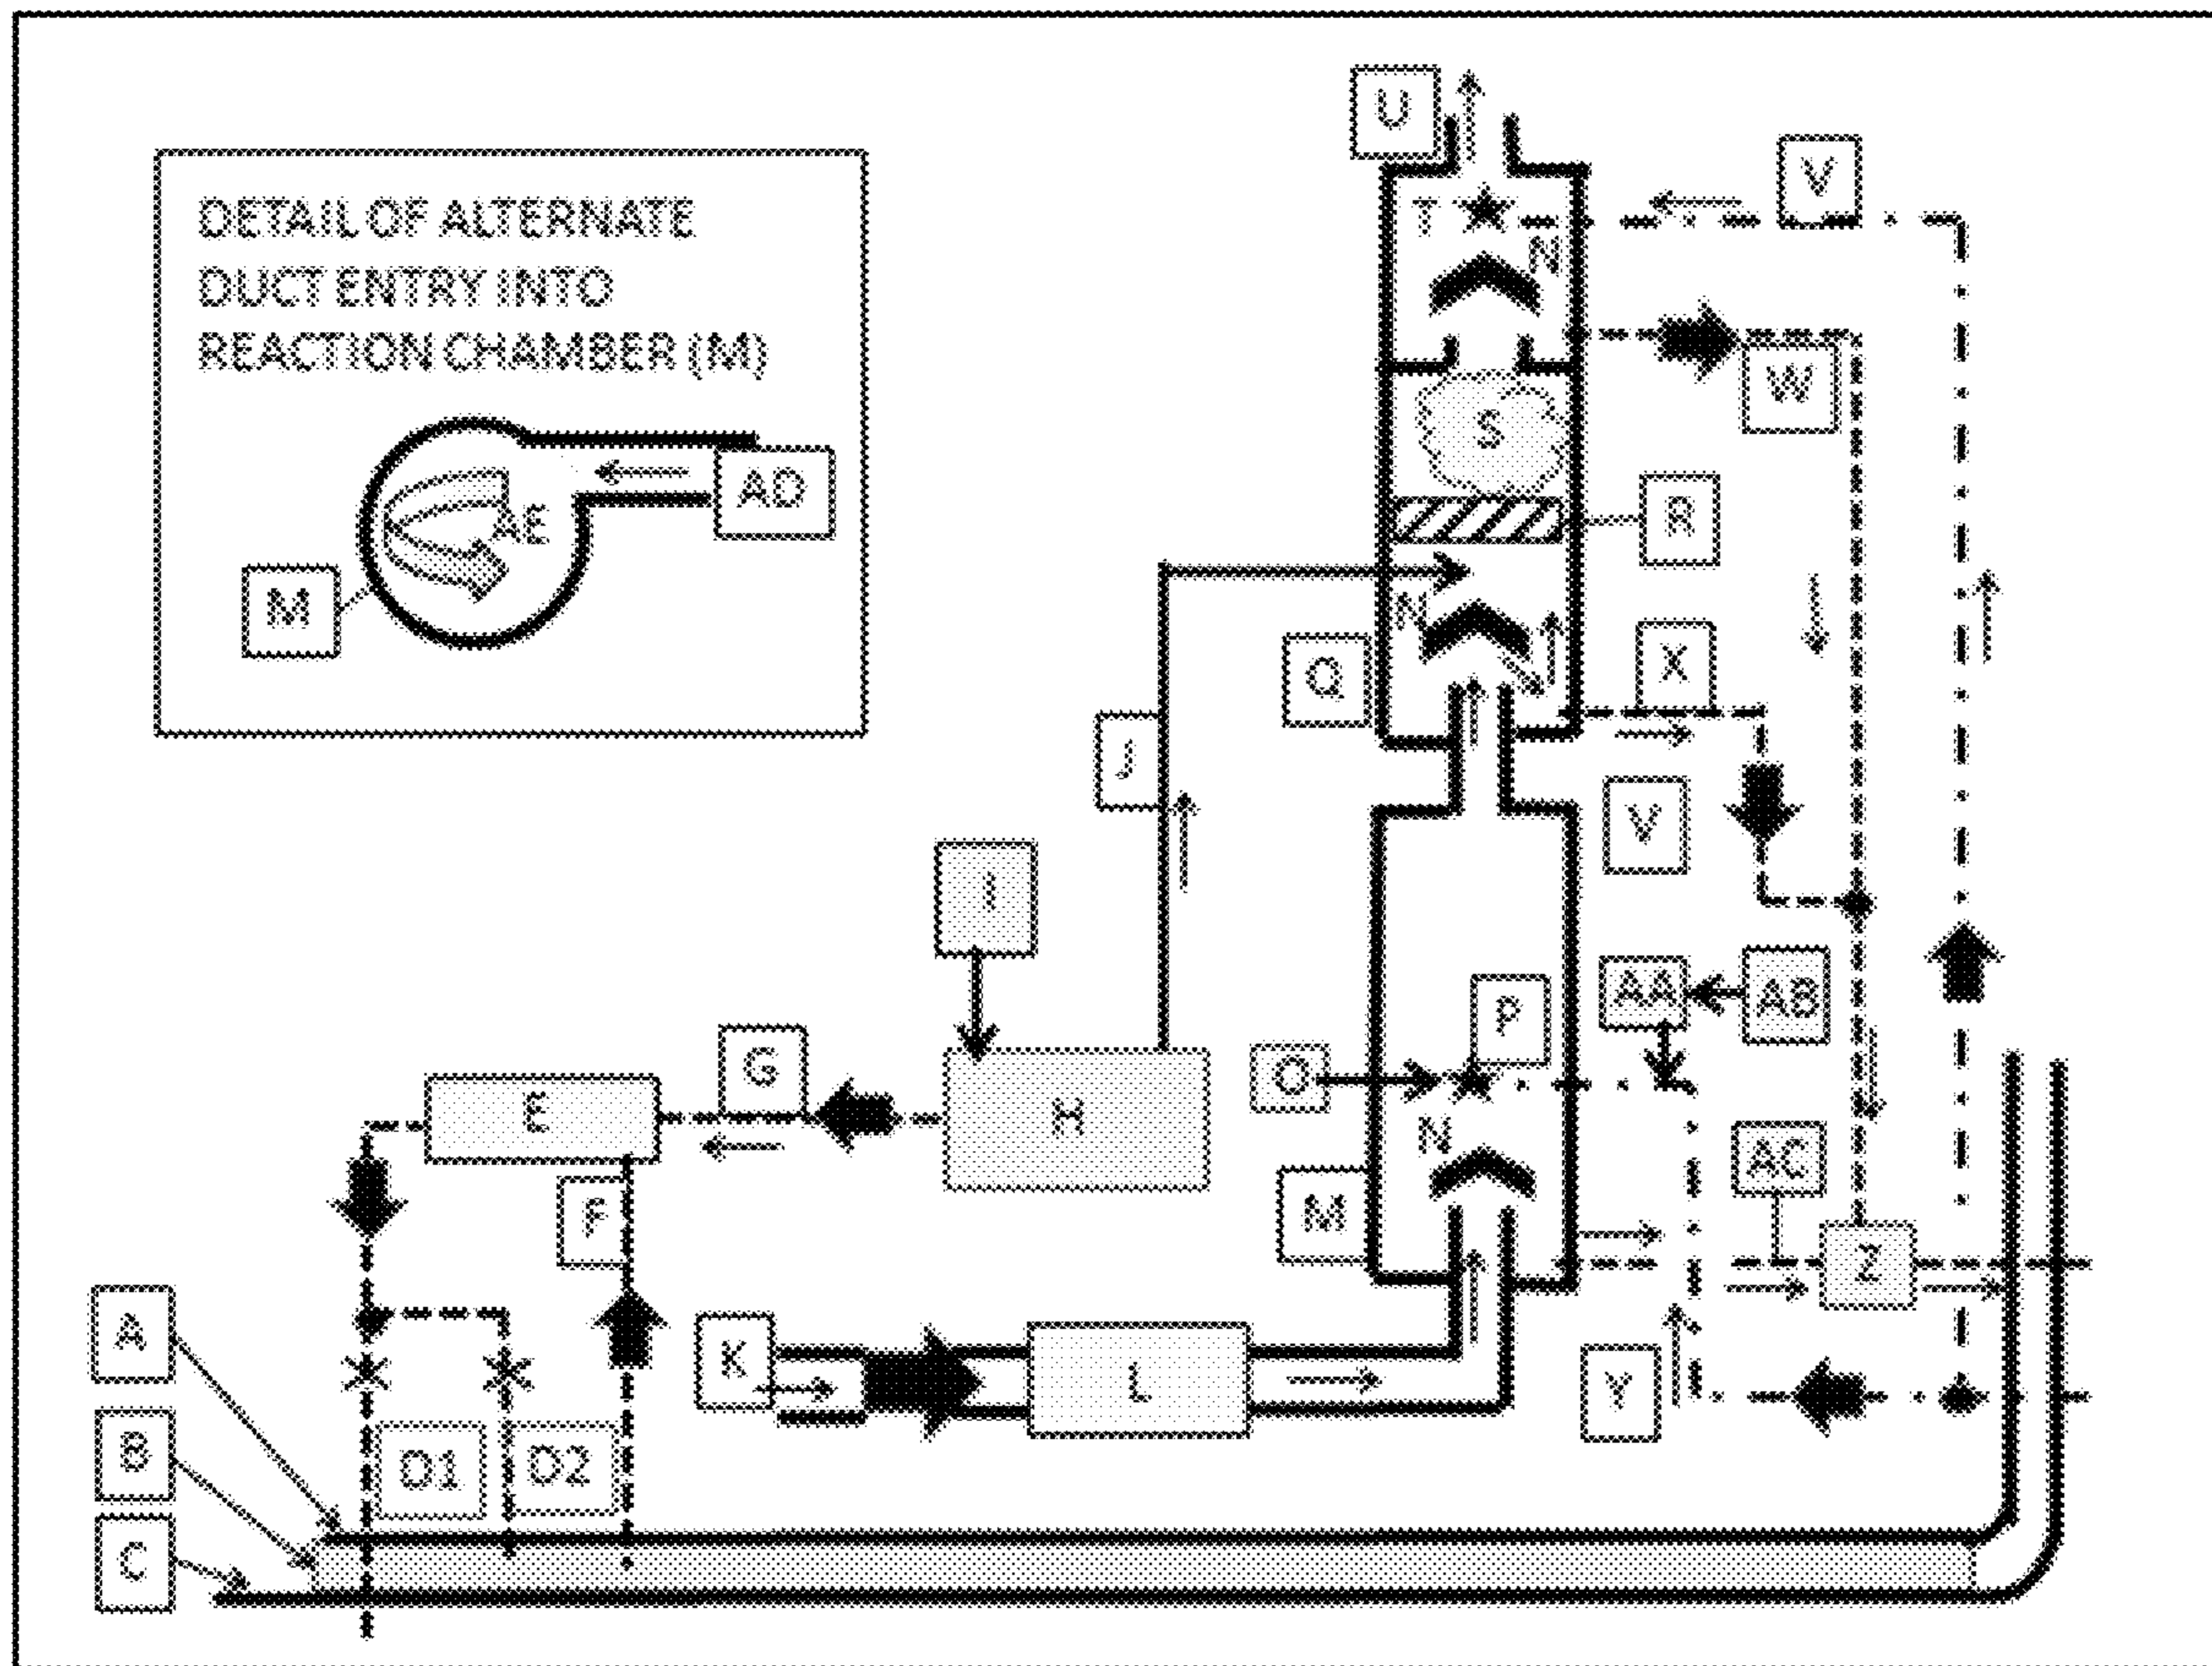 U
V
T
N
DETAIL OF ALTERNATE
DUCT ENTRY INTO
REACTION CHAMBER (M)
W
S
AD
AE
R
M
N
Q
X
J
V
I
AA
AB
P
G
O
E
H
N
AC
F
M
Z
A
K
L
Y
B
D1
D2
C